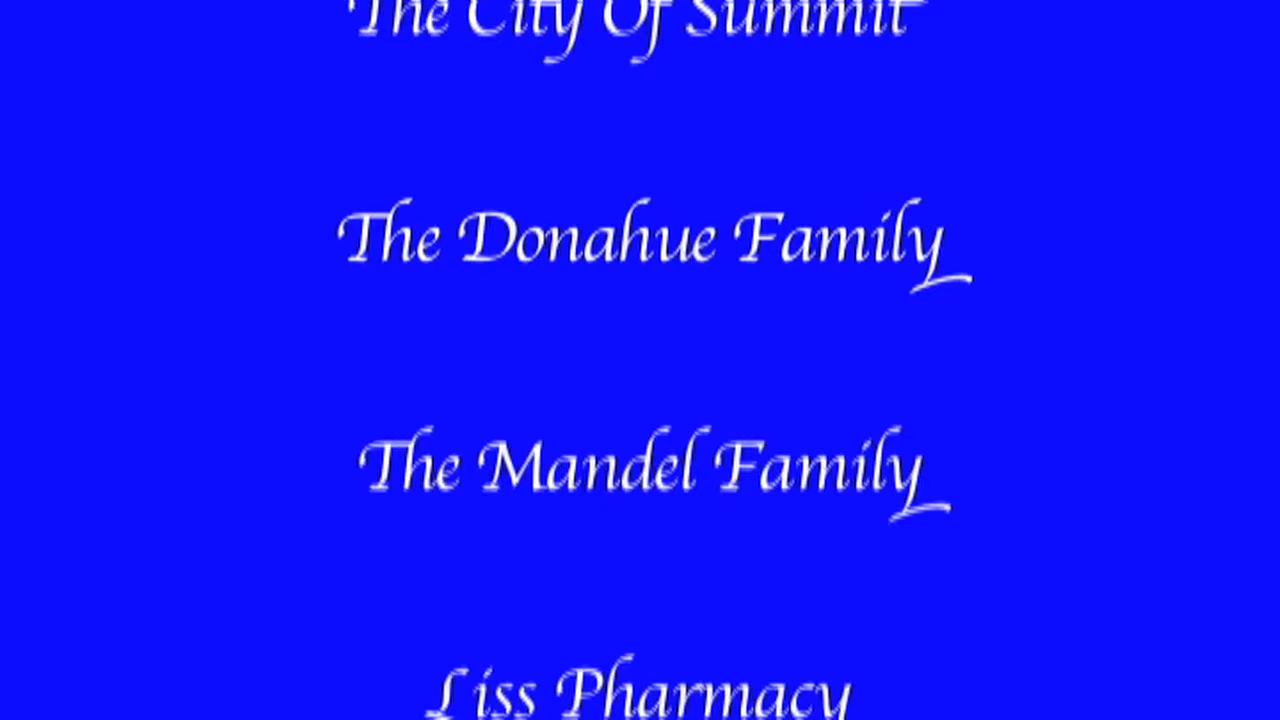 The City Of Summit
The Donahue Family
The Mandel Family
Liss Pharmacy